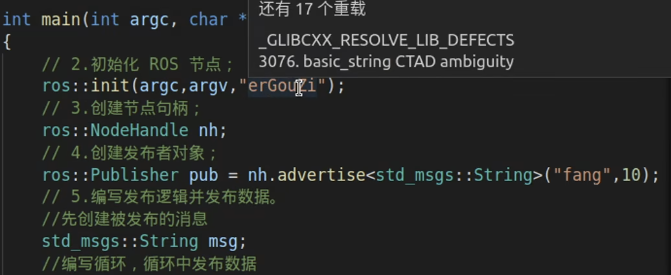 还有 17 个重载
int main(int argc, char *
_GLIBCXX_RESOLVE_LIB_DEFECTS
{
3076. basic_string CTAD ambiguity
// 2.初始化 ROS 节点；
ros::init(argc,argv,"erGouZi");
// 3.创建节点句柄；
ros::NodeHandle nh;
// 4.创建发布者对象；
ros::Publisher pub = nh.advertise<std_msgs::String>("fang",10);
// 5.编写发布逻辑并发布数据。
//先创建被发布的消息
std_msgs::String msg;
//编写循环，循环中发布数据